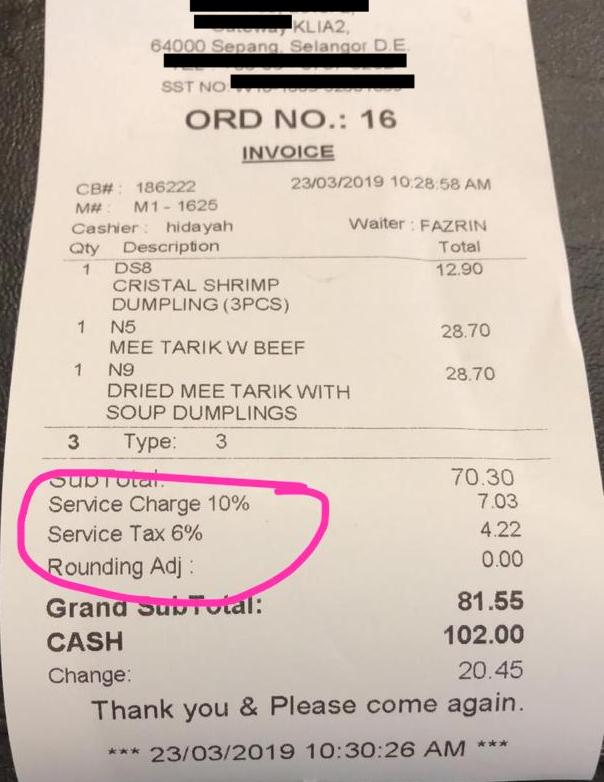 KLIA2,
64000 Sepang, Selangor D.E.
SST NO:
ORD NO.: 16
INVOICE
CB# : 186222 23/03/2019 10:28:58 AM
M# : M1 - 1625
Cashier : hidayah Waiter : FAZRIN
Qty Description Total
1 DS8 12.90
CRISTAL SHRIMP
DUMPLING (3PCS)
1 N5 28.70
MEE TARIK W BEEF
1 N9 28.70
DRIED MEE TARIK WITH
SOUP DUMPLINGS
3 Type: 3
SubTotal: 70.30
Service Charge 10% 7.03
Service Tax 6% 4.22
Rounding Adj : 0.00
Grand SubTotal: 81.55
CASH 102.00
Change: 20.45
Thank you & Please come again.
*** 23/03/2019 10:30:26 AM ***